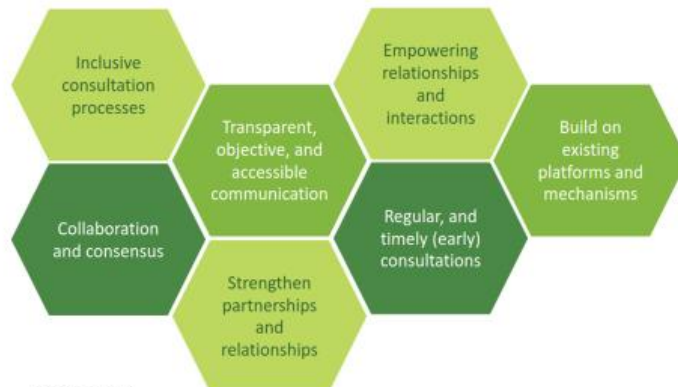 Inclusive
consultation
processes
Empowering
relationships
and
interactions
Transparent,
objective, and
accessible
communication
Build on
existing
platforms and
mechanisms
Collaboration
and consensus
Regular, and
timely (early)
consultations
Strengthen
partnerships
and
relationships